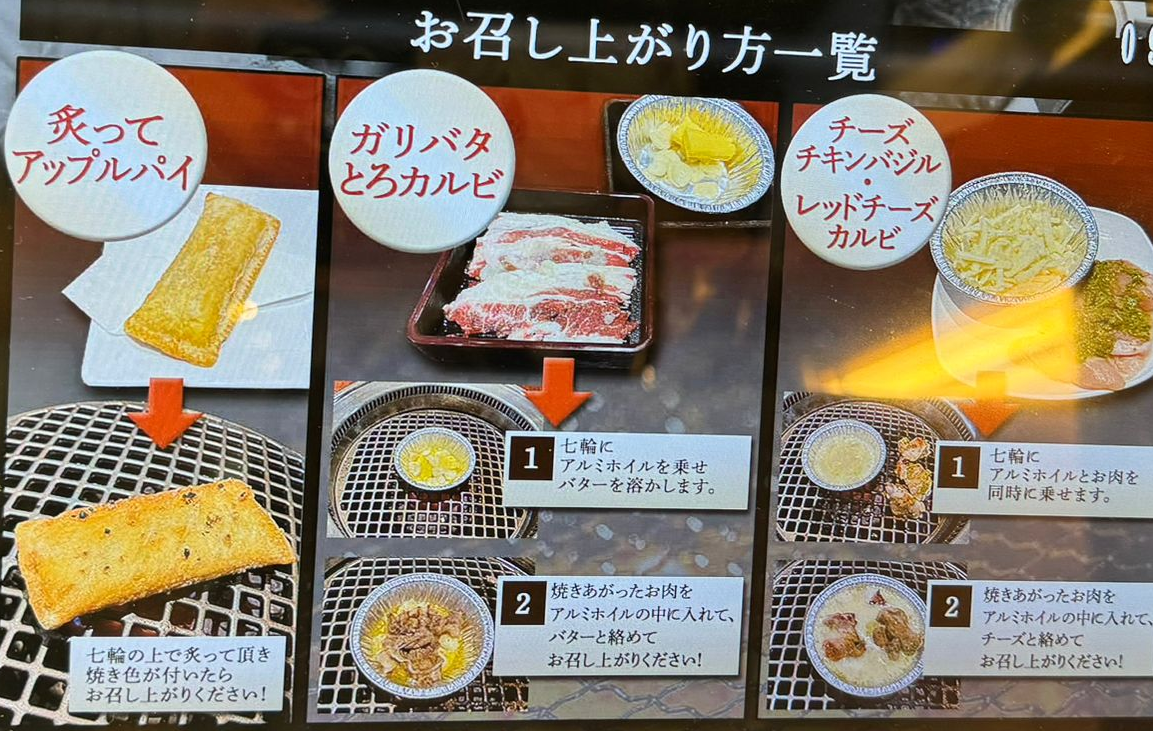 お召し上がり方一覧
炙って
アップルパイ
七輪の上で炙って頂き
焼き色が付いたら
お召し上がりください!
ガリバタ
とろカルビ
1
七輪に
アルミホイルを乗せ
バターを溶かします。
2
焼きあがったお肉を
アルミホイルの中に入れて、
バターと絡めて
お召し上がりください!
チーズ
チキンバジル
・
レッドチーズ
カルビ
1
七輪に
アルミホイルとお肉を
同時に乗せます。
2
焼きあがったお肉を
アルミホイルの中に入れて、
チーズと絡めて
お召し上がりください!